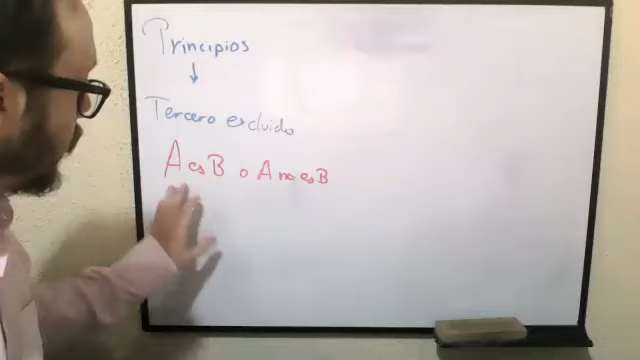 Principios
Tercero excluido
A es B o A no es B